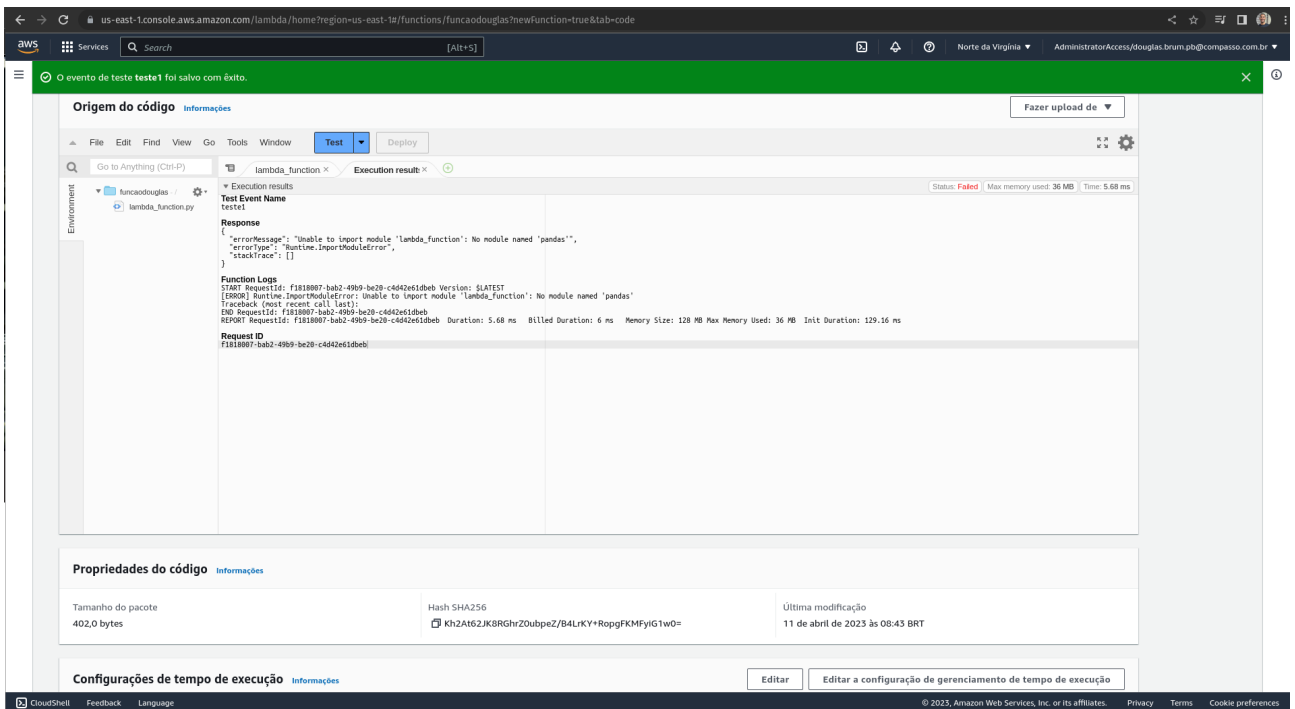 us-east-1.console.aws.amazon.com/lambda/home?region=us-east-1#/functions/funcaodouglas?newFunction=true&tab=code
aws
Services
Search
[Alt+S]
Norte da Virgínia ▼
AdministratorAccess/douglas.brum.pb@compasso.com.br ▼
O evento de teste teste1 foi salvo com êxito.
Origem do código Informações
Fazer upload de ▼
File Edit Find View Go Tools Window Test Deploy
Go to Anything (Ctrl-P)
lambda_function ×
Execution results ×
Environment
funcaodouglas - /
lambda_function.py
▼ Execution results
Status: Failed Max memory used: 36 MB Time: 5.68 ms
Test Event Name
teste1
Response
{
"errorMessage": "Unable to import module 'lambda_function': No module named 'pandas'",
"errorType": "Runtime.ImportModuleError",
"stackTrace": []
}
Function Logs
START RequestId: f1818007-bab2-49b9-be20-c4d42e61dbeb Version: $LATEST
[ERROR] Runtime.ImportModuleError: Unable to import module 'lambda_function': No module named 'pandas'
Traceback (most recent call last):
END RequestId: f1818007-bab2-49b9-be20-c4d42e61dbeb
REPORT RequestId: f1818007-bab2-49b9-be20-c4d42e61dbeb Duration: 5.68 ms Billed Duration: 6 ms Memory Size: 128 MB Max Memory Used: 36 MB Init Duration: 129.16 ms
Request ID
f1818007-bab2-49b9-be20-c4d42e61dbeb
Propriedades do código Informações
Tamanho do pacote
402,0 bytes
Hash SHA256
Kh2At62JK8RGhrZ0ubpeZ/B4LrKY+RopgFKMFyiG1w0=
Última modificação
11 de abril de 2023 às 08:43 BRT
Configurações de tempo de execução Informações
Editar
Editar a configuração de gerenciamento de tempo de execução
CloudShell Feedback Language
© 2023, Amazon Web Services, Inc. or its affiliates. Privacy Terms Cookie preferences